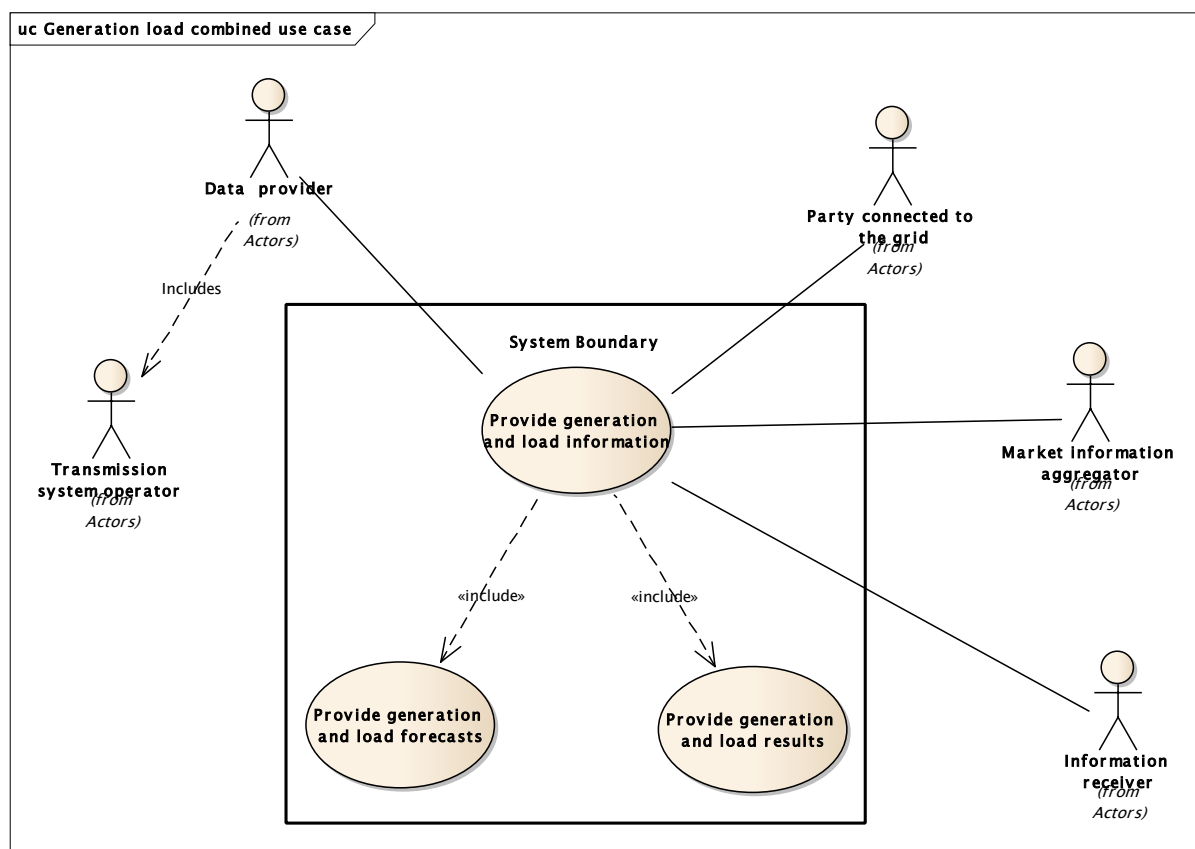 uc Generation load combined use case
Data provider
(from
Actors)
Includes
Transmission
system operator
(from
Actors)
Party connected to
the grid
(from
Actors)
System Boundary
Provide generation
and load information
Market information
aggregator
(from
Actors)
«include»
«include»
Provide generation
and load forecasts
Provide generation
and load results
Information
receiver
(from
Actors)